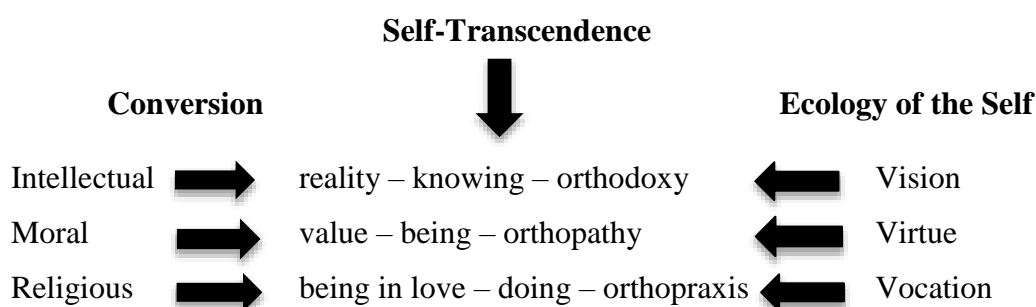 Self-Transcendence
Conversion Ecology of the Self
Intellectual reality – knowing – orthodoxy Vision
Moral value – being – orthopathy Virtue
Religious being in love – doing – orthopraxis Vocation